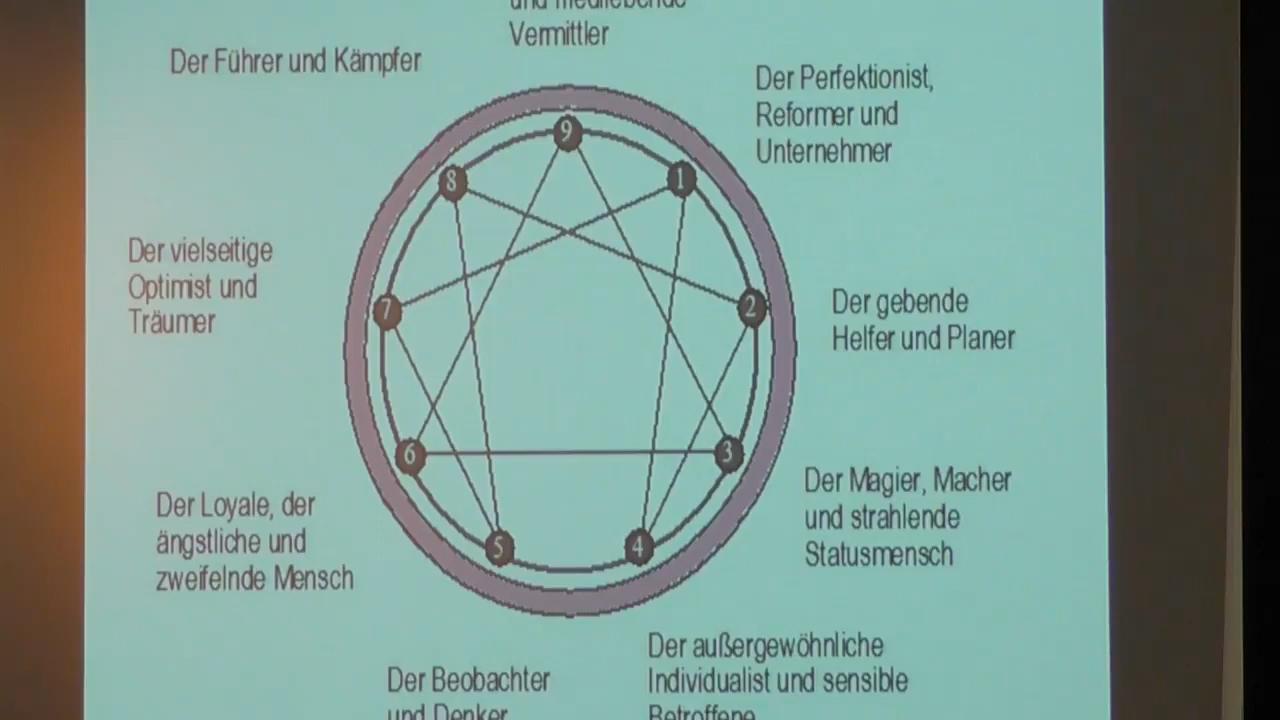 und friedliebende
Vermittler
Der Führer und Kämpfer
Der Perfektionist,
Reformer und
Unternehmer
9
8
1
Der vielseitige
Optimist und
Träumer
7
2
Der gebende
Helfer und Planer
6
3
Der Loyale, der
ängstliche und
zweifelnde Mensch
Der Magier, Macher
und strahlende
Statusmensch
5
4
Der Beobachter
und Denker
Der außergewöhnliche
Individualist und sensible
Betroffene